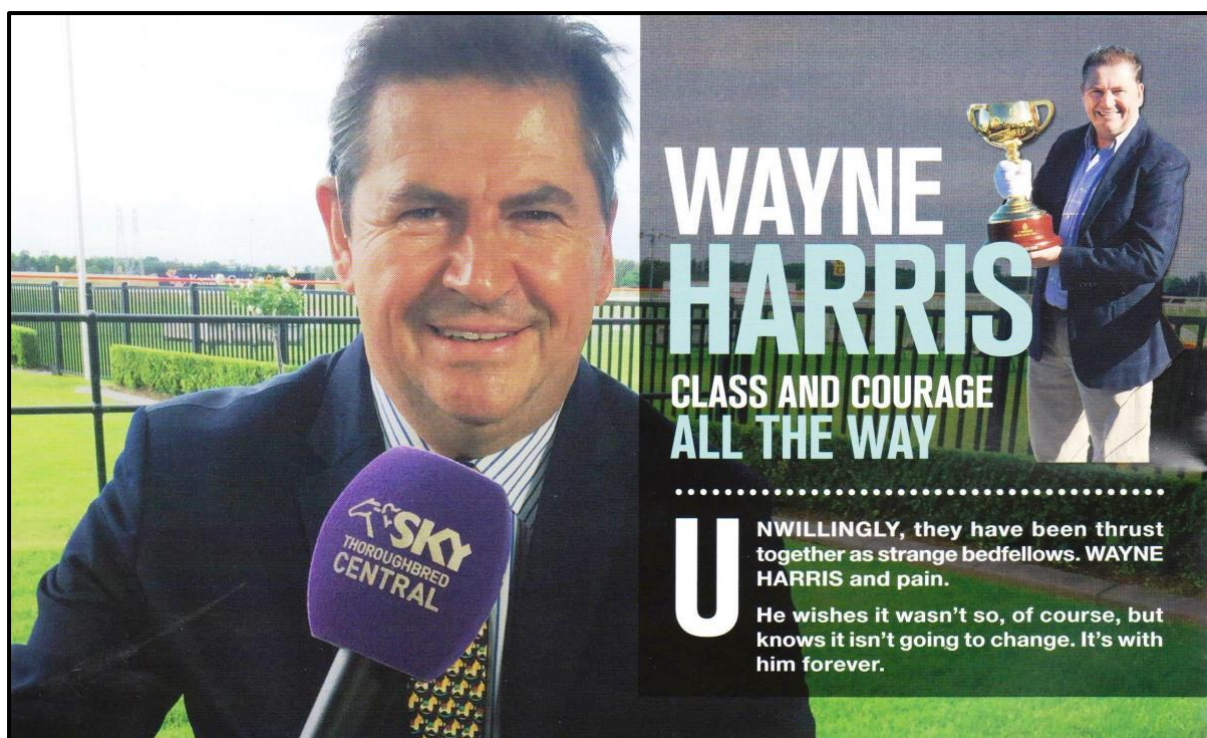 WAYNE
HARRIS
CLASS AND COURAGE
ALL THE WAY
UNWILLINGLY, they have been thrust
together as strange bedfellows. WAYNE
HARRIS and pain.
He wishes it wasn't so, of course, but
knows it isn't going to change. It's with
him forever.
SKY
THOROUGHBRED
CENTRAL